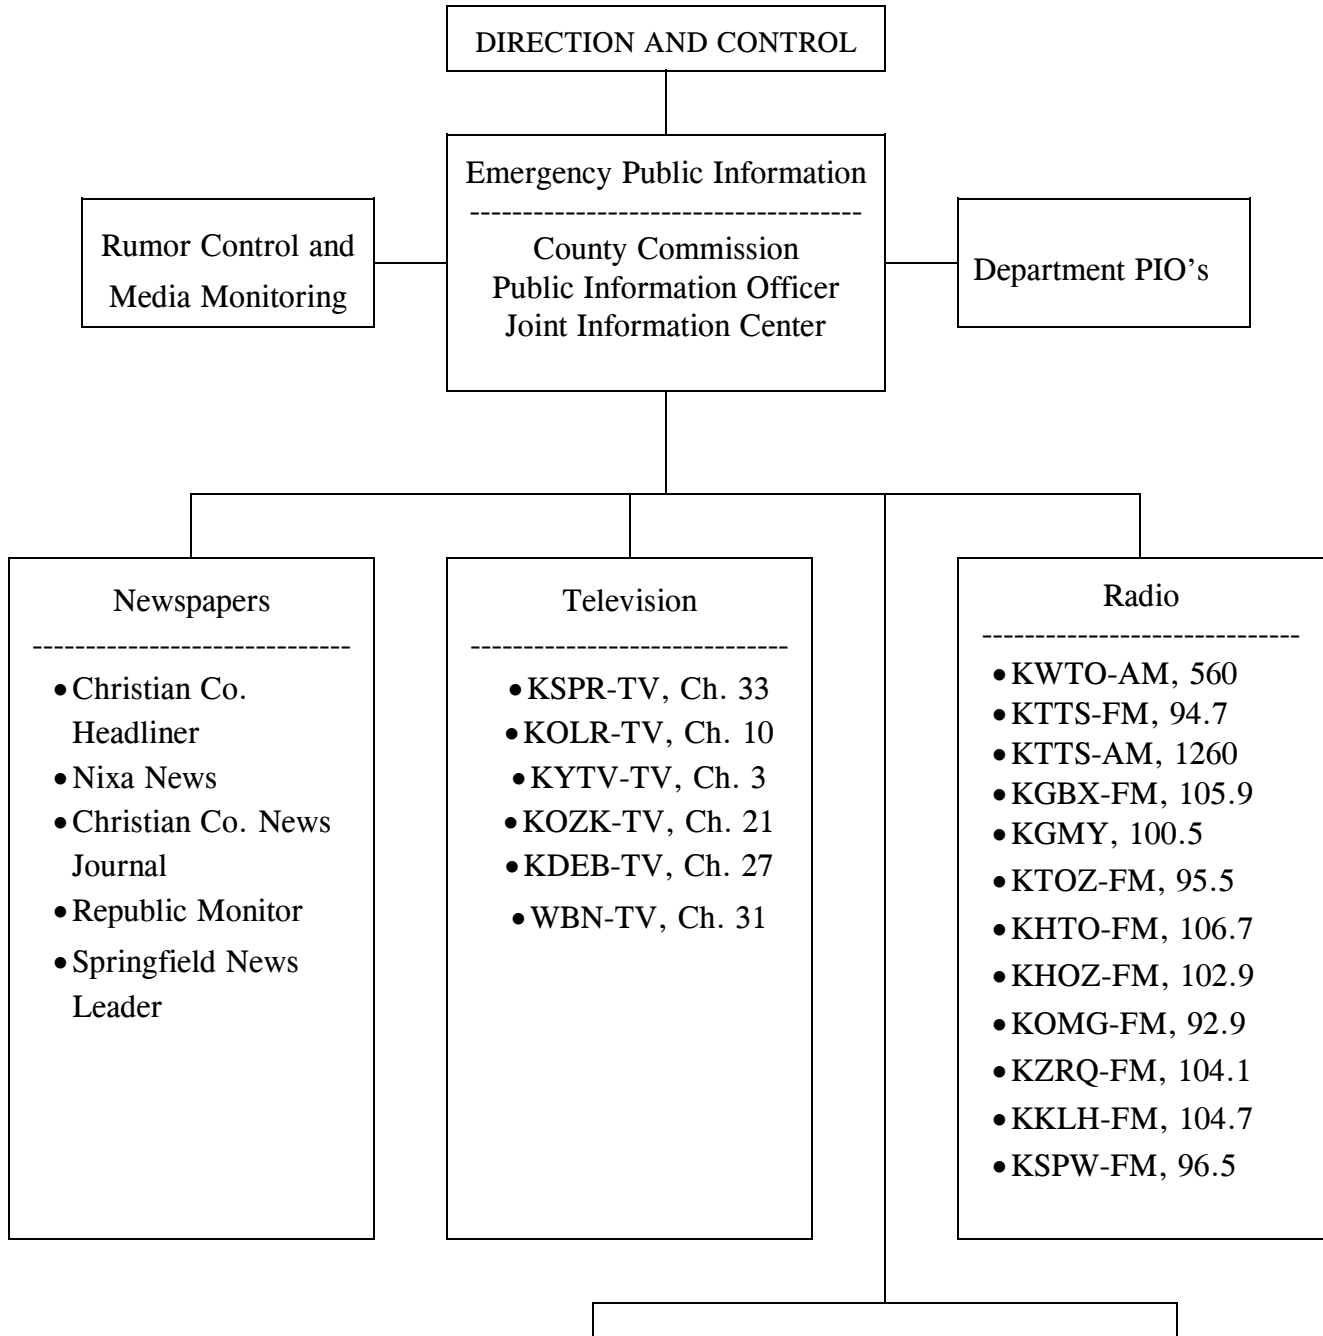 DIRECTION AND CONTROL
Emergency Public Information
-------------------------------------
County Commission
Public Information Officer
Joint Information Center
Rumor Control and
Media Monitoring
Department PIO’s
Newspapers
------------------------------
•Christian Co.
Headliner
•Nixa News
•Christian Co. News
Journal
•Republic Monitor
•Springfield News
Leader
Television
------------------------------
•KSPR-TV, Ch. 33
•KOLR-TV, Ch. 10
•KYTV-TV, Ch. 3
•KOZK-TV, Ch. 21
•KDEB-TV, Ch. 27
•WBN-TV, Ch. 31
Radio
------------------------------
•KWTO-AM, 560
•KTTS-FM, 94.7
•KTTS-AM, 1260
•KGBX-FM, 105.9
•KGMY, 100.5
•KTOZ-FM, 95.5
•KHTO-FM, 106.7
•KHOZ-FM, 102.9
•KOMG-FM, 92.9
•KZRQ-FM, 104.1
•KKLH-FM, 104.7
•KSPW-FM, 96.5